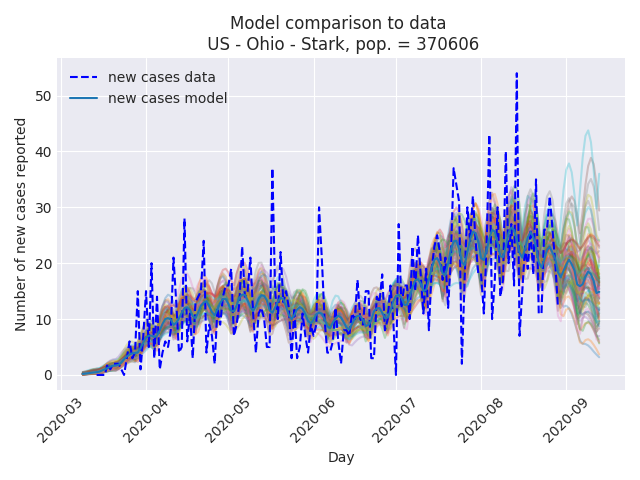 Model comparison to data
US - Ohio - Stark, pop. = 370606
new cases data
new cases model
Number of new cases reported
50
40
30
20
10
0
2020-03
2020-04
2020-05
2020-06
2020-07
2020-08
2020-09
Day